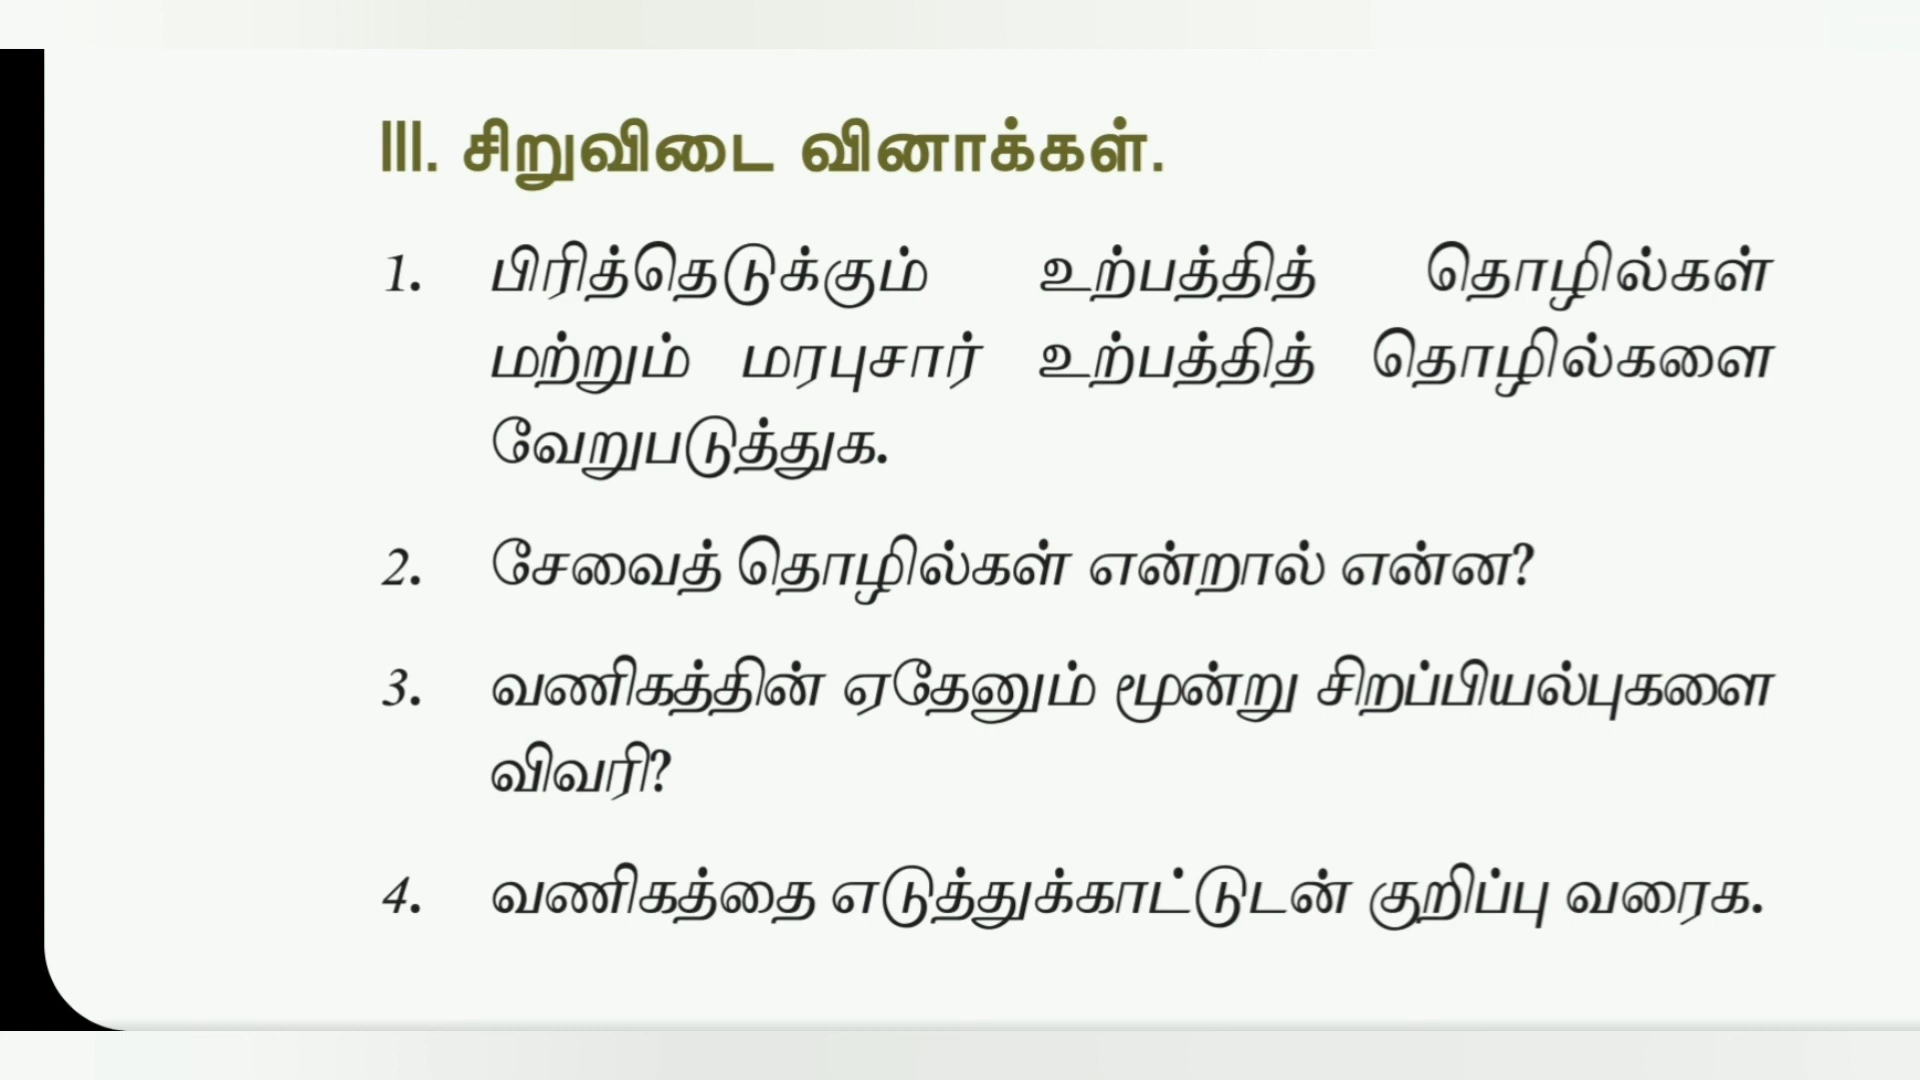 III. சிறுவிடை வினாக்கள்.
1. பிரித்தெடுக்கும் உற்பத்தித் தொழில்கள்
மற்றும் மரபுசார் உற்பத்தித் தொழில்களை
வேறுபடுத்துக.
2. சேவைத் தொழில்கள் என்றால் என்ன?
3. வணிகத்தின் ஏதேனும் மூன்று சிறப்பியல்புகளை
விவரி?
4. வணிகத்தை எடுத்துக்காட்டுடன் குறிப்பு வரைக.